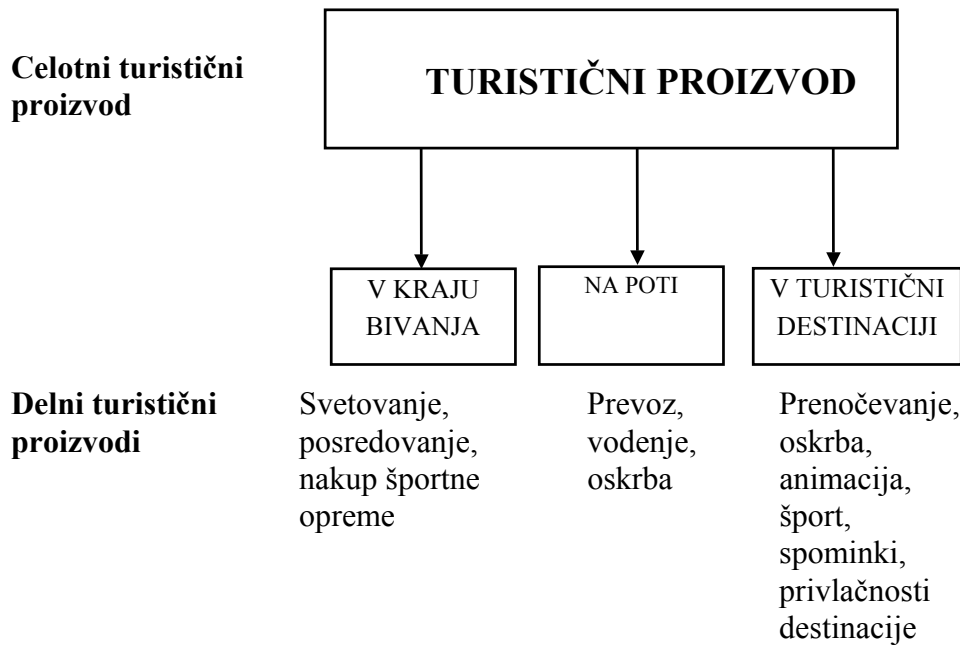 Celotni turistični
proizvod
TURISTIČNI PROIZVOD
V KRAJU
BIVANJA
NA POTI
V TURISTIČNI
DESTINACIJI
Delni turistični
proizvodi
Svetovanje,
posredovanje,
nakup športne
opreme
Prevoz,
vodenje,
oskrba
Prenočevanje,
oskrba,
animacija,
šport,
spominki,
privlačnosti
destinacije